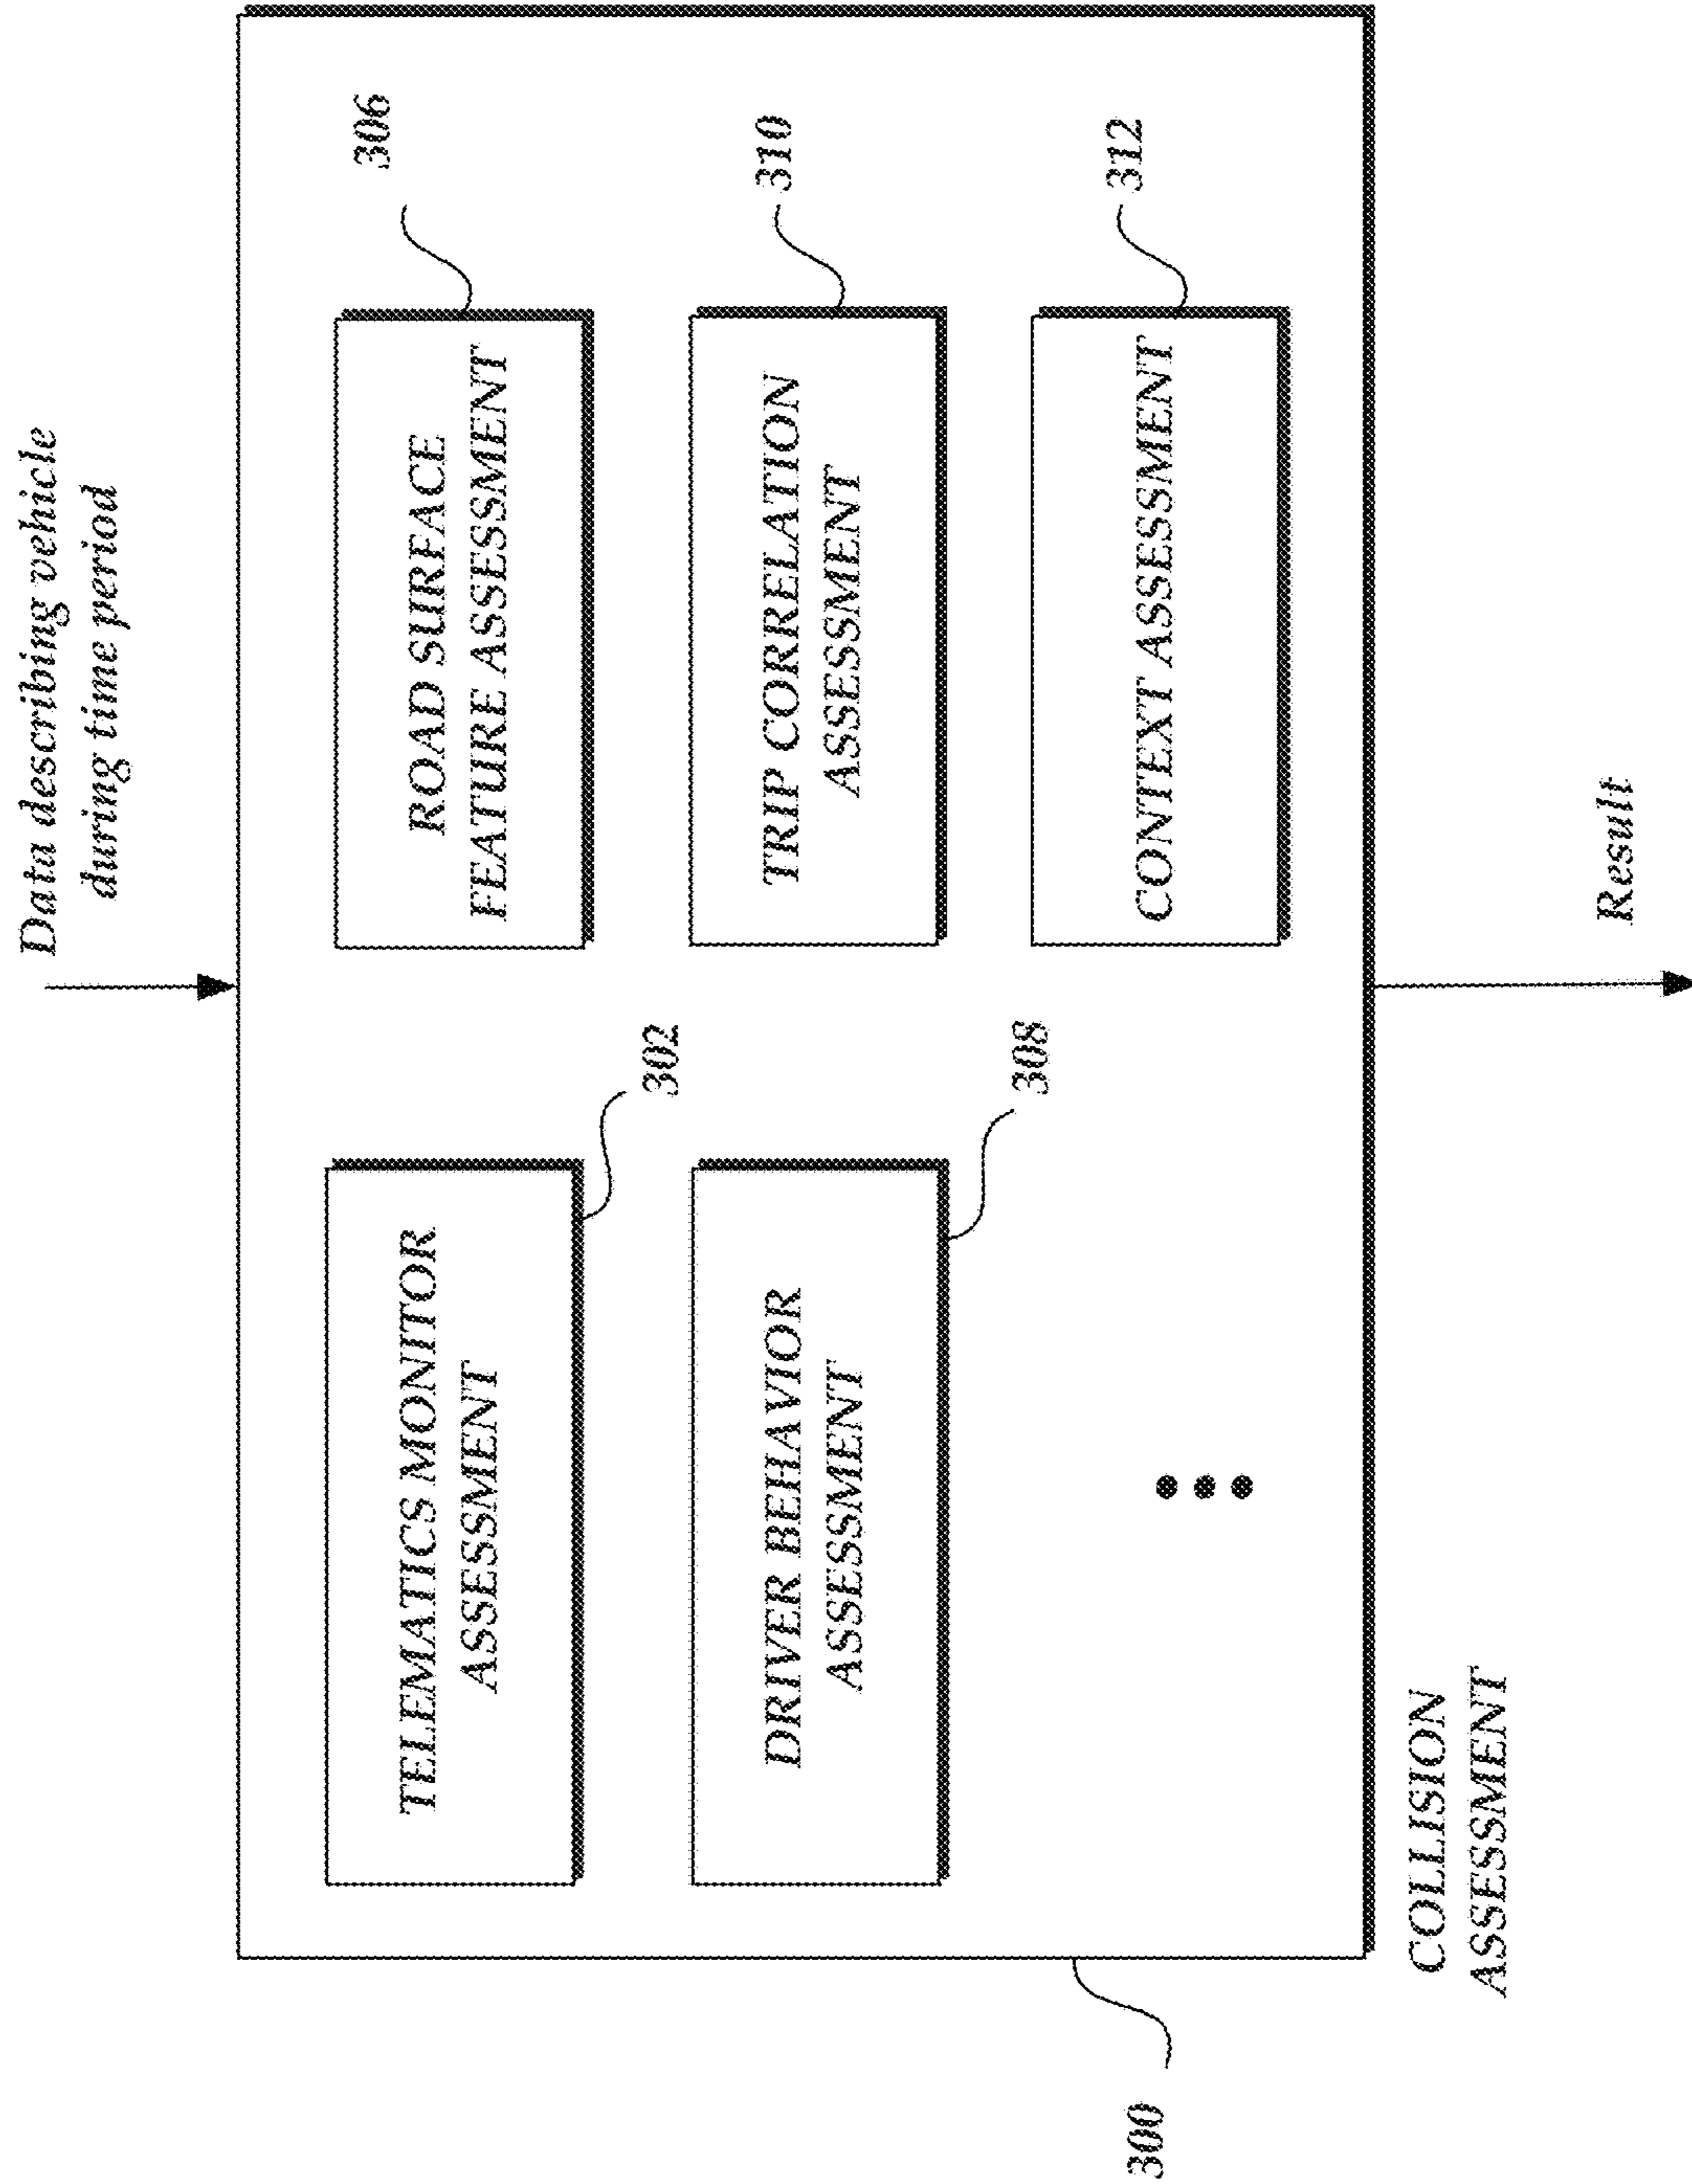 Data describing vehicle
during time period
306
ROAD SURFACE
FEATURE ASSESSMENT
310
TRIP CORRELATION
ASSESSMENT
312
CONTEXT ASSESSMENT
302
TELEMATICS MONITOR
ASSESSMENT
308
DRIVER BEHAVIOR
ASSESSMENT
300
COLLISION
ASSESSMENT
Result